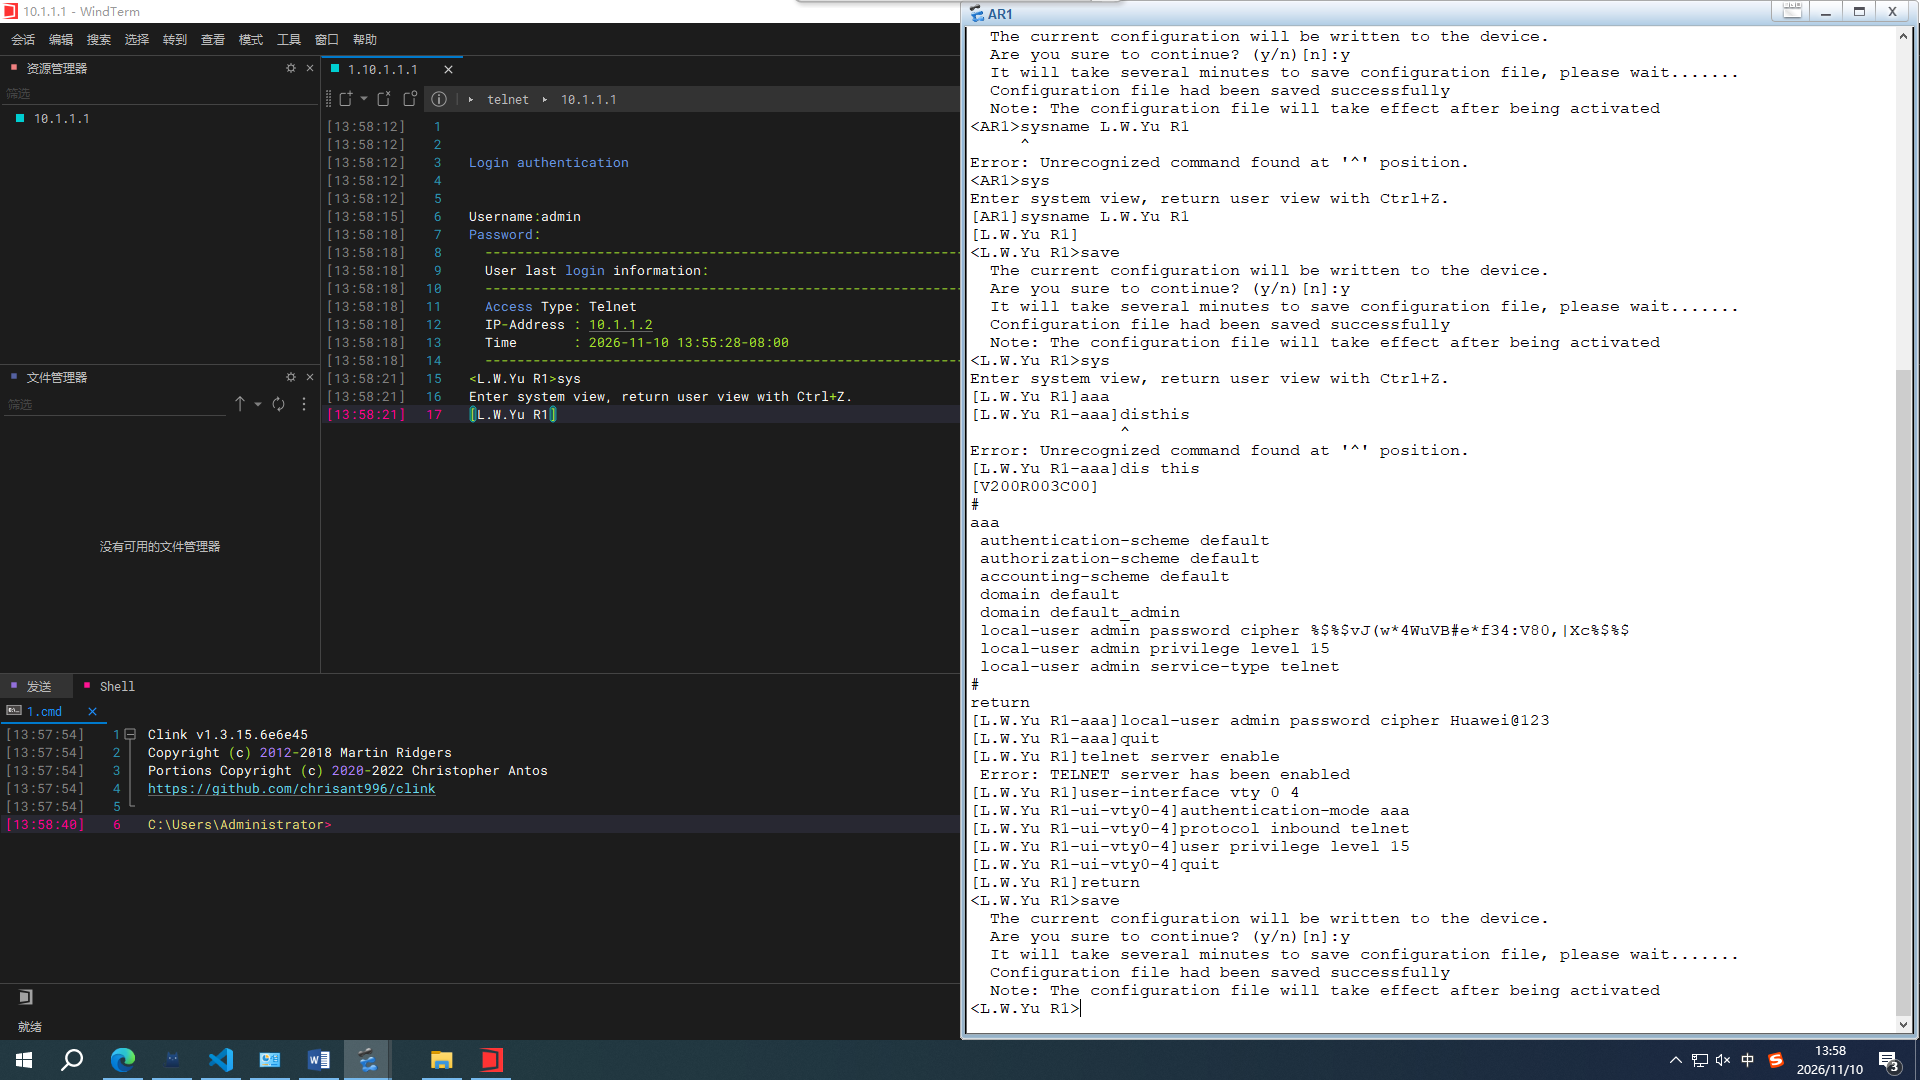 10.1.1.1 - WindTerm
会话 编辑 搜索 选择 转到 查看 模式 工具 窗口 帮助
资源管理器
筛选
10.1.1.1
文件管理器
筛选
没有可用的文件管理器
1.10.1.1.1
telnet 10.1.1.1
[13:58:12] 1
[13:58:12] 2
[13:58:12] 3 Login authentication
[13:58:12] 4
[13:58:12] 5
[13:58:15] 6 Username:admin
[13:58:18] 7 Password:
[13:58:18] 8 ------------------------------------------------------------
[13:58:18] 9 User last login information:
[13:58:18] 10 ------------------------------------------------------------
[13:58:18] 11 Access Type: Telnet
[13:58:18] 12 IP-Address : 10.1.1.2
[13:58:18] 13 Time : 2026-11-10 13:55:28-08:00
[13:58:18] 14 ------------------------------------------------------------
[13:58:21] 15 <L.W.Yu R1>sys
[13:58:21] 16 Enter system view, return user view with Ctrl+Z.
[13:58:21] 17 [L.W.Yu R1]
发送 Shell
1.cmd
[13:57:54] 1 Clink v1.3.15.6e6e45
[13:57:54] 2 Copyright (c) 2012-2018 Martin Ridgers
[13:57:54] 3 Portions Copyright (c) 2020-2022 Christopher Antos
[13:57:54] 4 https://github.com/chrisant996/clink
[13:57:54] 5
[13:58:40] 6 C:\Users\Administrator>
就绪
AR1
The current configuration will be written to the device.
Are you sure to continue? (y/n)[n]:y
It will take several minutes to save configuration file, please wait.......
Configuration file had been saved successfully
Note: The configuration file will take effect after being activated
<AR1>sysname L.W.Yu R1
^
Error: Unrecognized command found at '^' position.
<AR1>sys
Enter system view, return user view with Ctrl+Z.
[AR1]sysname L.W.Yu R1
[L.W.Yu R1]
<L.W.Yu R1>save
The current configuration will be written to the device.
Are you sure to continue? (y/n)[n]:y
It will take several minutes to save configuration file, please wait.......
Configuration file had been saved successfully
Note: The configuration file will take effect after being activated
<L.W.Yu R1>sys
Enter system view, return user view with Ctrl+Z.
[L.W.Yu R1]aaa
[L.W.Yu R1-aaa]disthis
^
Error: Unrecognized command found at '^' position.
[L.W.Yu R1-aaa]dis this
[V200R003C00]
#
aaa
authentication-scheme default
authorization-scheme default
accounting-scheme default
domain default
domain default_admin
local-user admin password cipher %$%$vJ(w*4WuVB#e*f34:V80,|Xc%$%$
local-user admin privilege level 15
local-user admin service-type telnet
#
return
[L.W.Yu R1-aaa]local-user admin password cipher Huawei@123
[L.W.Yu R1-aaa]quit
[L.W.Yu R1]telnet server enable
Error: TELNET server has been enabled
[L.W.Yu R1]user-interface vty 0 4
[L.W.Yu R1-ui-vty0-4]authentication-mode aaa
[L.W.Yu R1-ui-vty0-4]protocol inbound telnet
[L.W.Yu R1-ui-vty0-4]user privilege level 15
[L.W.Yu R1-ui-vty0-4]quit
[L.W.Yu R1]return
<L.W.Yu R1>save
The current configuration will be written to the device.
Are you sure to continue? (y/n)[n]:y
It will take several minutes to save configuration file, please wait.......
Configuration file had been saved successfully
Note: The configuration file will take effect after being activated
<L.W.Yu R1>
中
13:58
2026/11/10
3